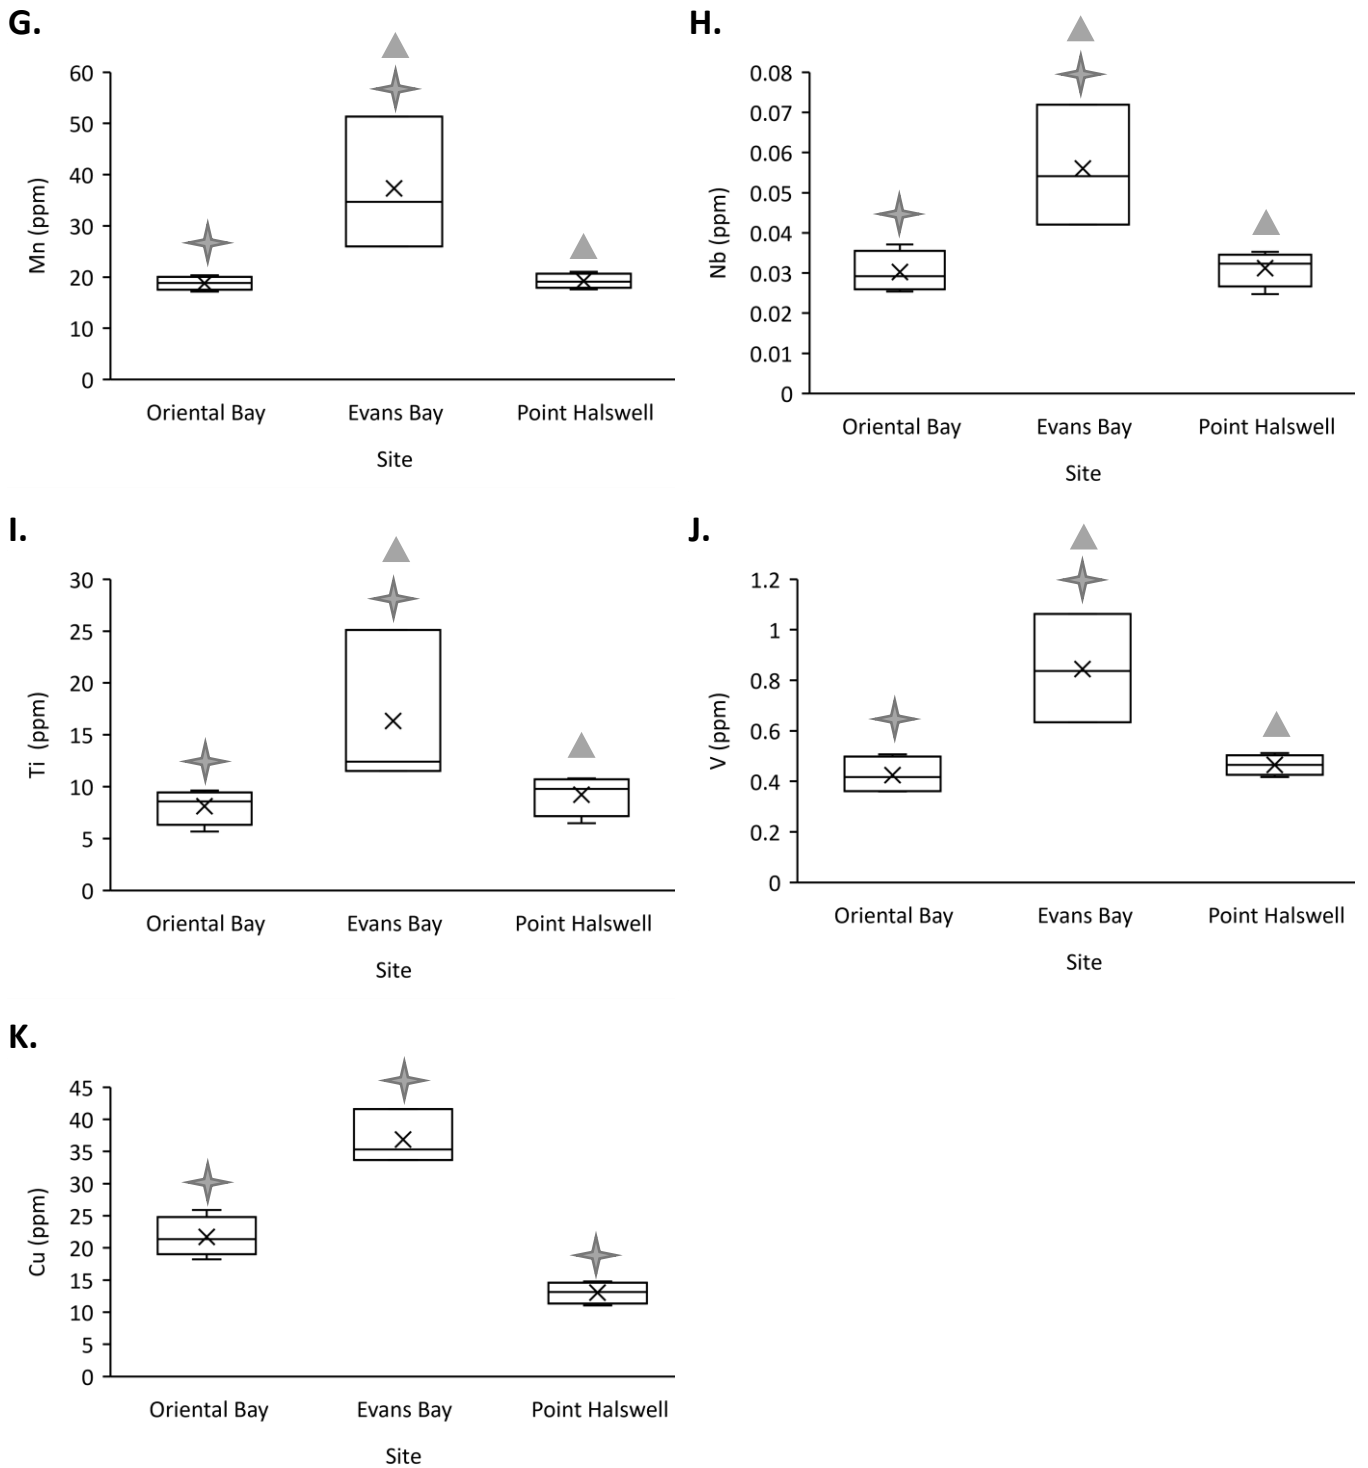 G.
Mn (ppm)
60
50
40
30
20
10
0
Oriental Bay Evans Bay Point Halswell
Site
H.
Nb (ppm)
0.08
0.07
0.06
0.05
0.04
0.03
0.02
0.01
0
Oriental Bay Evans Bay Point Halswell
Site
I.
Ti (ppm)
30
25
20
15
10
5
0
Oriental Bay Evans Bay Point Halswell
Site
J.
V (ppm)
1.2
1
0.8
0.6
0.4
0.2
0
Oriental Bay Evans Bay Point Halswell
Site
K.
Cu (ppm)
45
40
35
30
25
20
15
10
5
0
Oriental Bay Evans Bay Point Halswell
Site